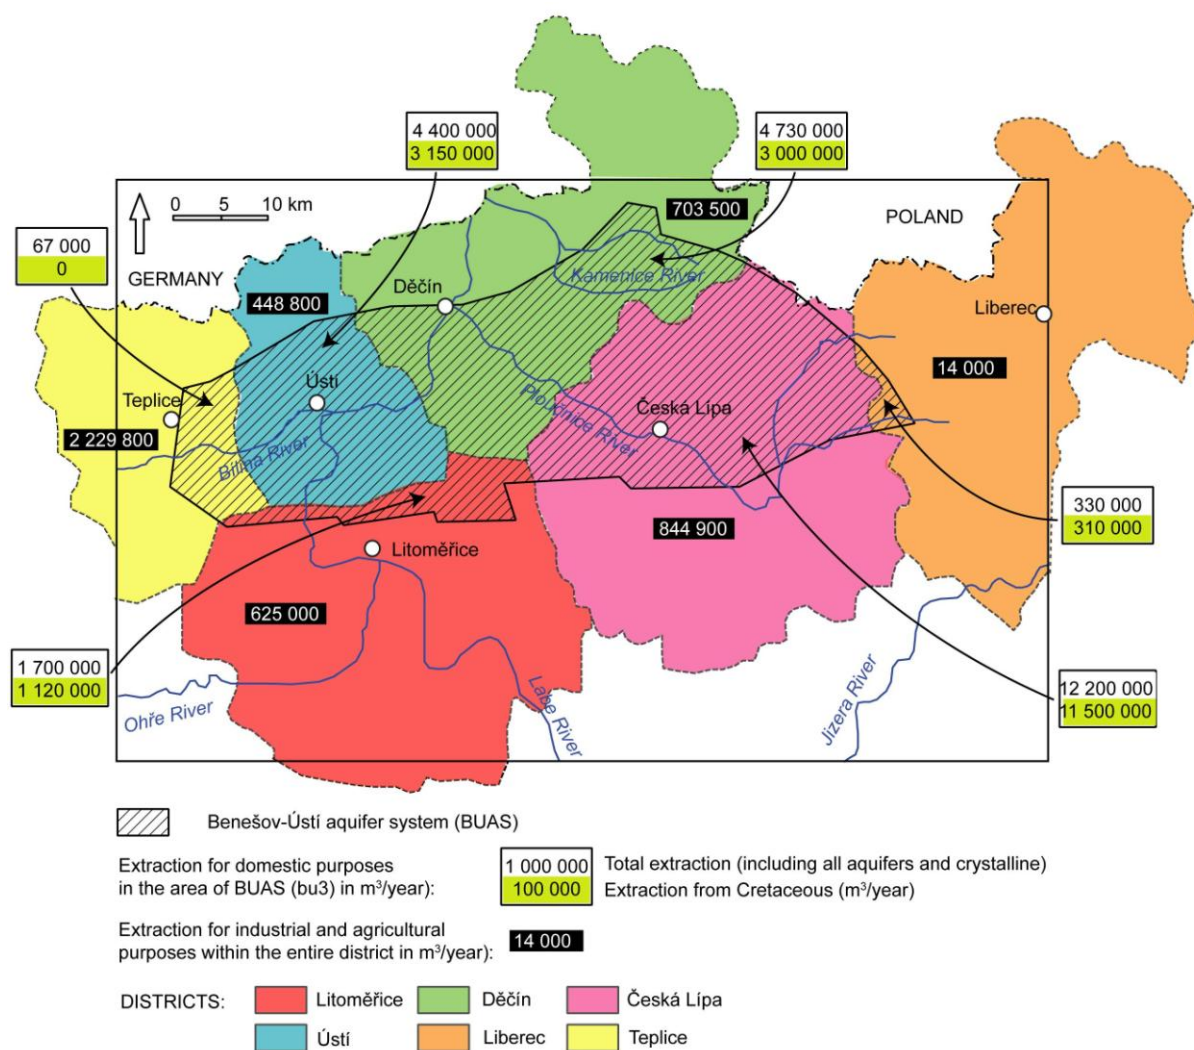 4 400 000
3 150 000
4 730 000
3 000 000
0 5 10 km
703 500
POLAND
67 000
0
GERMANY
Kamenice River
448 800
Děčín
Liberec
14 000
Ústí
Teplice
Ploučnice River
Česká Lípa
2 229 800
Bílina River
330 000
310 000
844 900
Litoměřice
625 000
1 700 000
1 120 000
Ohře River
Labe River
Jizera River
12 200 000
11 500 000
Benešov-Ústí aquifer system (BUAS)
Extraction for domestic purposes
in the area of BUAS (bu3) in m³/year):
1 000 000 Total extraction (including all aquifers and crystalline)
100 000 Extraction from Cretaceous (m³/year)
Extraction for industrial and agricultural
purposes within the entire district in m³/year): 14 000
DISTRICTS: Litoměřice Děčín Česká Lípa
Ústí Liberec Teplice